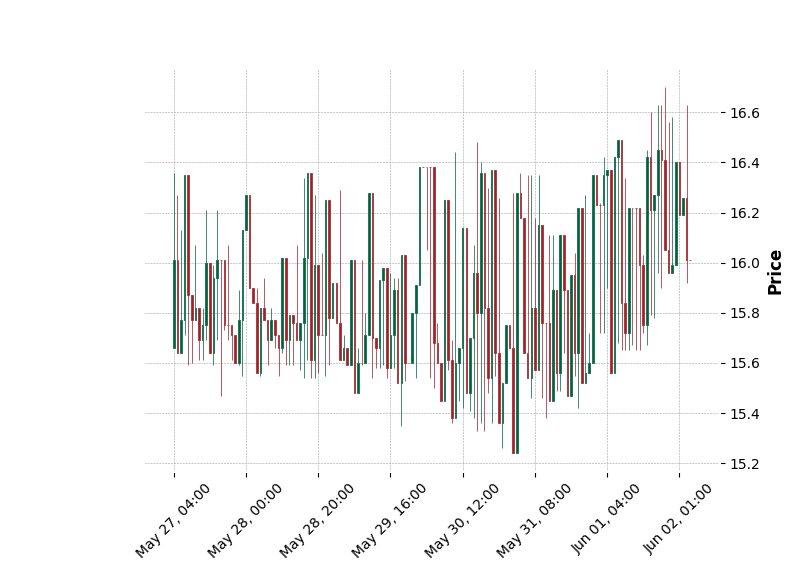 16.6
16.4
16.2
16.0
15.8
15.6
15.4
15.2
Price
May 27, 04:00
May 28, 00:00
May 28, 20:00
May 29, 16:00
May 30, 12:00
May 31, 08:00
Jun 01, 04:00
Jun 02, 01:00